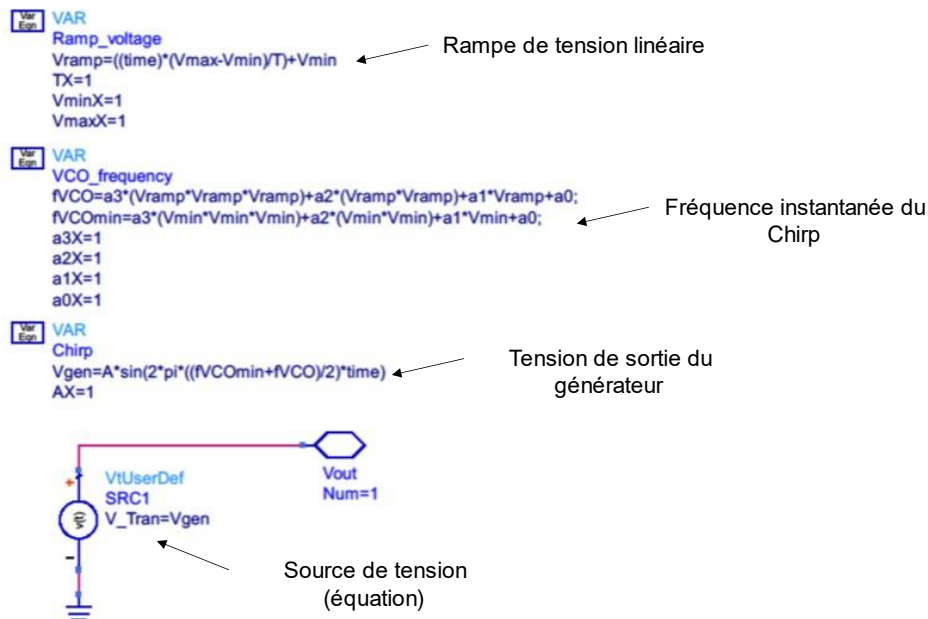 Var
Eqn
VAR
Ramp_voltage
Vramp=((time)*(Vmax-Vmin)/T)+Vmin
TX=1
VminX=1
VmaxX=1
Rampe de tension linéaire
Var
Eqn
VAR
VCO_frequency
fVCO=a3*(Vramp*Vramp*Vramp)+a2*(Vramp*Vramp)+a1*Vramp+a0;
fVCOmin=a3*(Vmin*Vmin*Vmin)+a2*(Vmin*Vmin)+a1*Vmin+a0;
a3X=1
a2X=1
a1X=1
a0X=1
Fréquence instantanée du
Chirp
Var
Eqn
VAR
Chirp
Vgen=A*sin(2*pi*((fVCOmin+fVCO)/2)*time)
AX=1
Tension de sortie du
générateur
VtUserDef
SRC1
V_Tran=Vgen
Vout
Num=1
Source de tension
(équation)